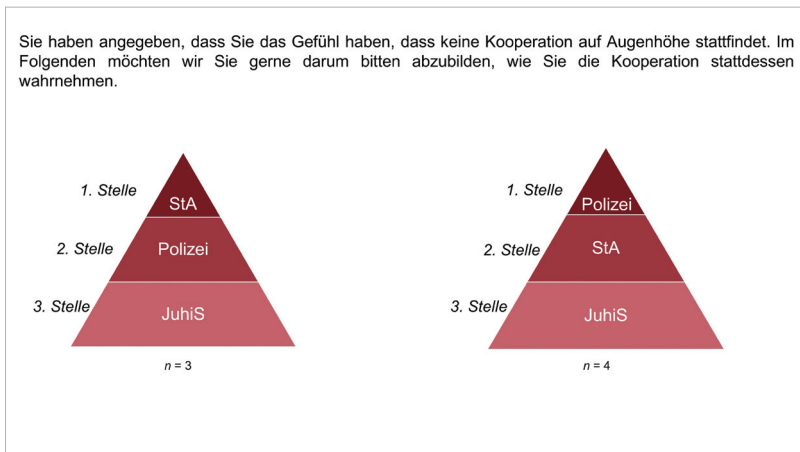 Sie haben angegeben, dass Sie das Gefühl haben, dass keine Kooperation auf Augenhöhe stattfindet. Im
Folgenden möchten wir Sie gerne darum bitten abzubilden, wie Sie die Kooperation stattdessen
wahrnehmen.
1. Stelle
StA
2. Stelle
Polizei
3. Stelle
JuhiS
n = 3
1. Stelle
Polizei
2. Stelle
StA
3. Stelle
JuhiS
n = 4